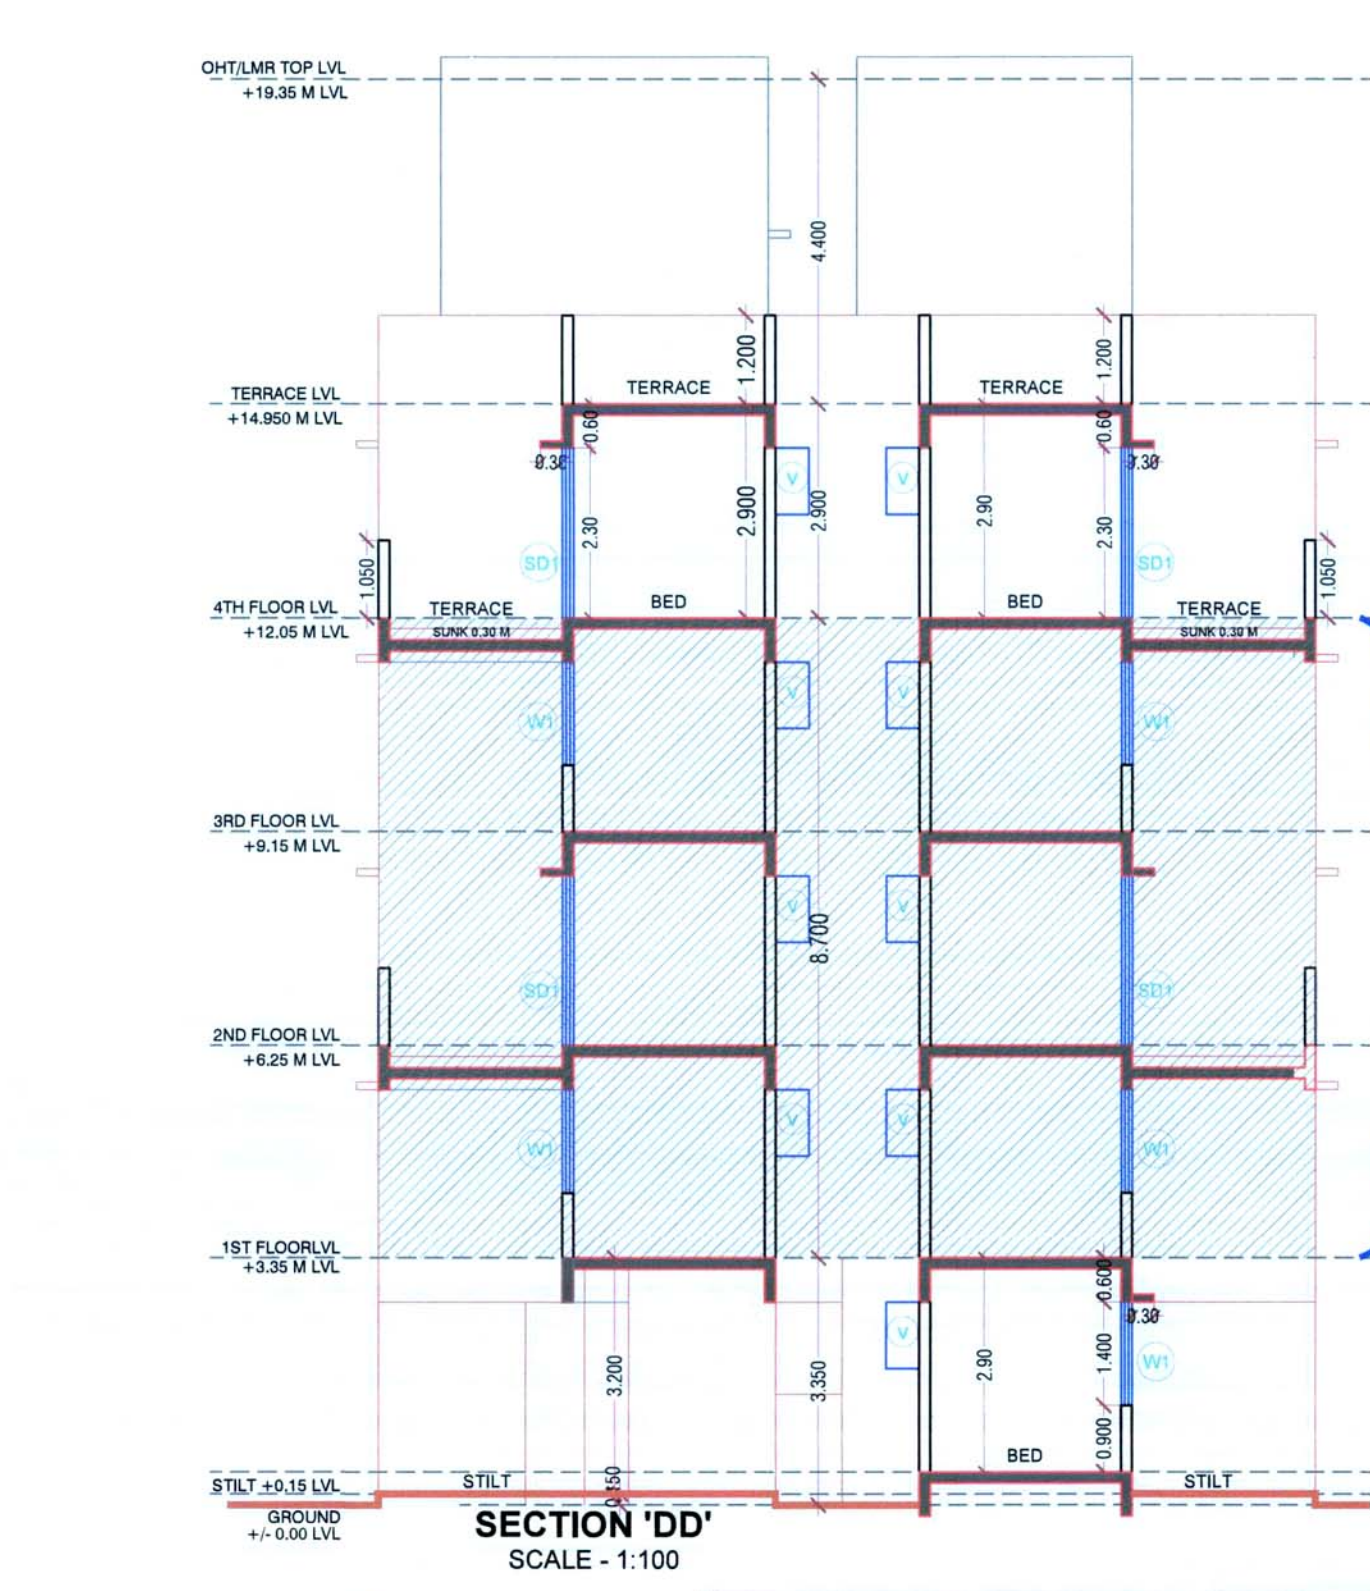 OHT/LMR TOP LVL
+19.35 M LVL
4.400
1.200
1.200
TERRACE
TERRACE
TERRACE LVL
+14.950 M LVL
0.60
0.60
0.30
0.30
V
V
2.900
2.900
2.90
2.30
2.30
SD1
SD1
1.050
1.050
4TH FLOOR LVL
TERRACE
BED
BED
TERRACE
+12.05 M LVL
SUNK 0.30 M
SUNK 0.30 M
V
V
W1
W1
3RD FLOOR LVL
+9.15 M LVL
V
V
8.700
SD1
SD1
2ND FLOOR LVL
+6.25 M LVL
V
V
W1
W1
1ST FLOORLVL
+3.35 M LVL
0.600
0.30
V
3.200
3.350
2.90
1.400
W1
0.900
BED
STILT +0.15 LVL
STILT
0.150
STILT
GROUND
+/- 0.00 LVL
SECTION 'DD'
SCALE - 1:100